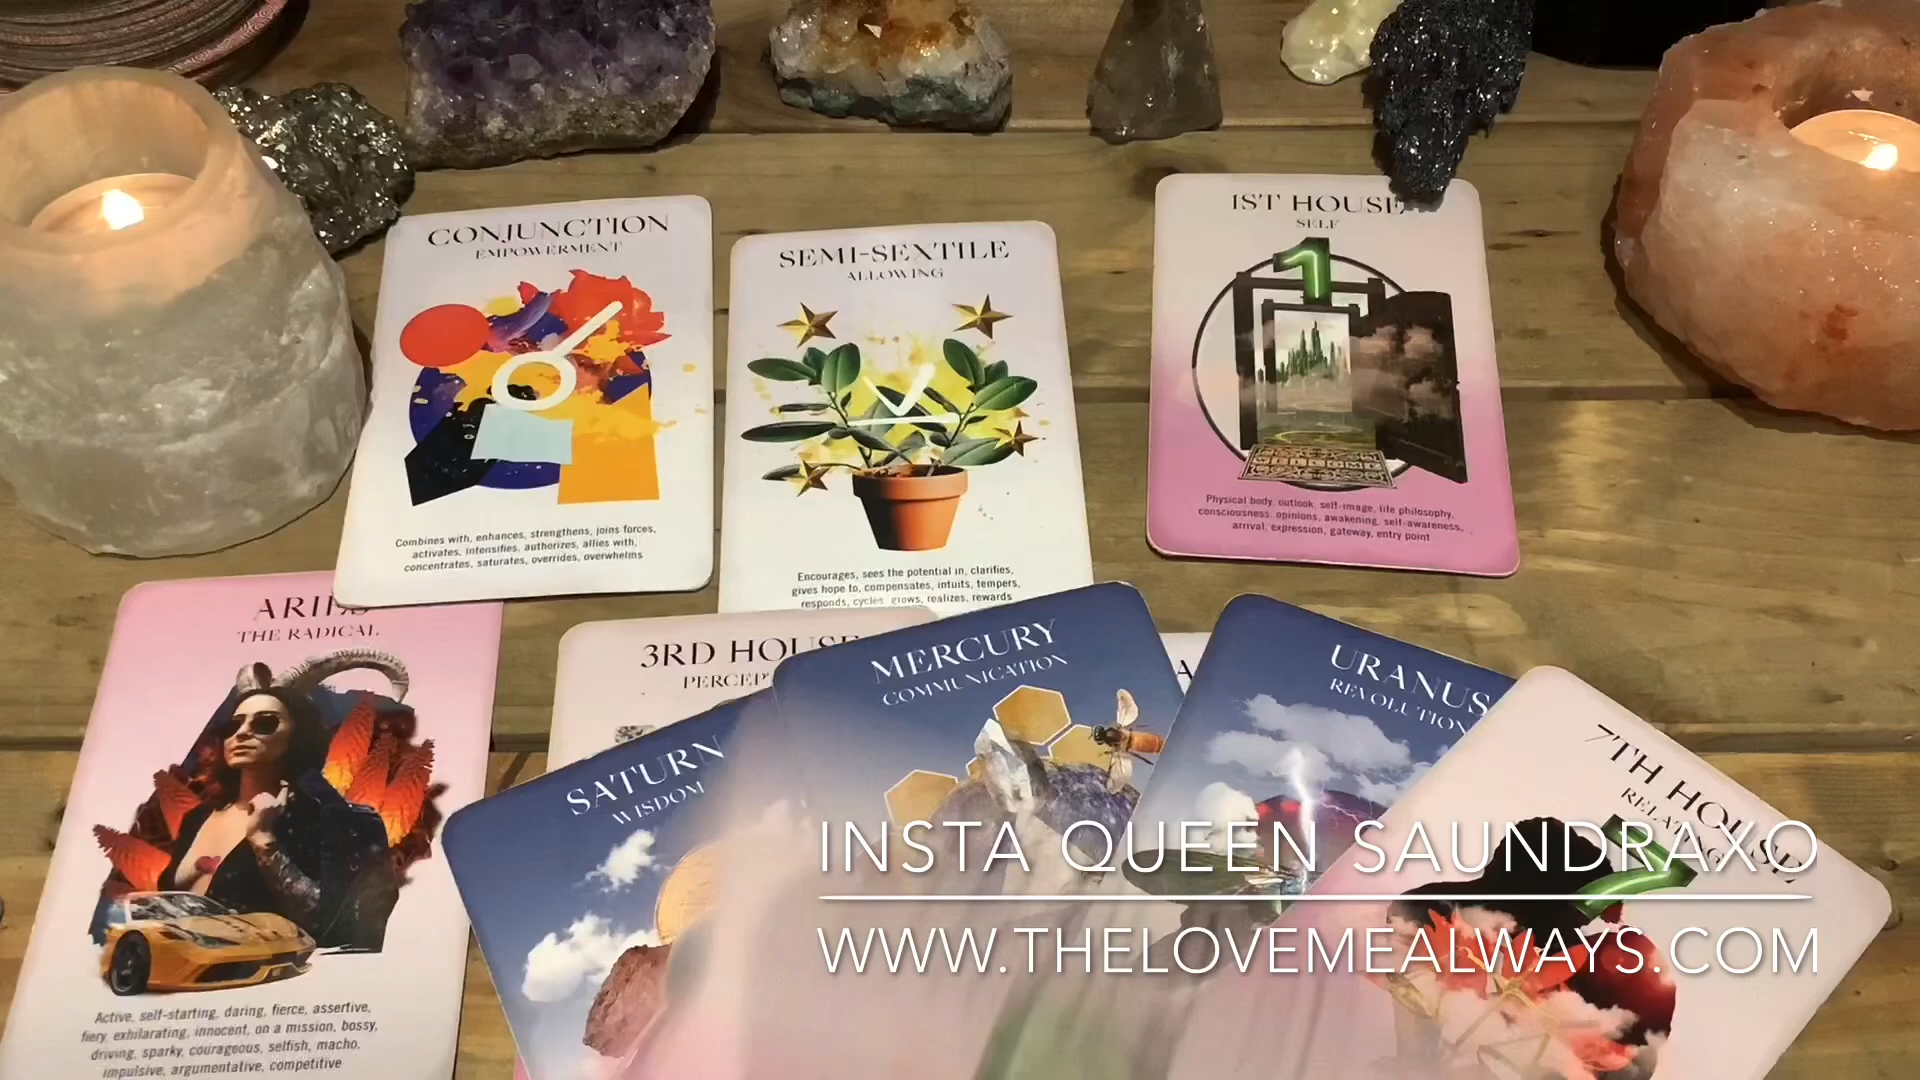 CONJUNCTION
EMPOWERMENT
Combines with, enhances, strengthens, joins forces,
activates, intensifies, authorizes, allies with,
concentrates, saturates, overrides, overwhelms
SEMI-SEXTILE
ALLOWING
Encourages, sees the potential in, clarifies,
gives hope to, compensates, intuits, tempers,
responds, cycles, grows, realizes, rewards
1ST HOUSE
SELF
1
WELCOME
Physical body, outlook, self-image, life philosophy,
consciousness, opinions, awakening, self-awareness,
arrival, expression, gateway, entry point
ARIES
THE RADICAL
Active, self-starting, daring, fierce, assertive,
fiery, exhilarating, innocent, on a mission, bossy,
driving, sparky, courageous, selfish, macho,
impulsive, argumentative, competitive
3RD HOUSE
SATURN
WISDOM
MERCURY
COMMUNICATION
URANUS
REVOLUTION
7TH HOUSE
RELATING
7
INSTA QUEEN SAUNDRAXO
WWW.THELOVEMEALWAYS.COM